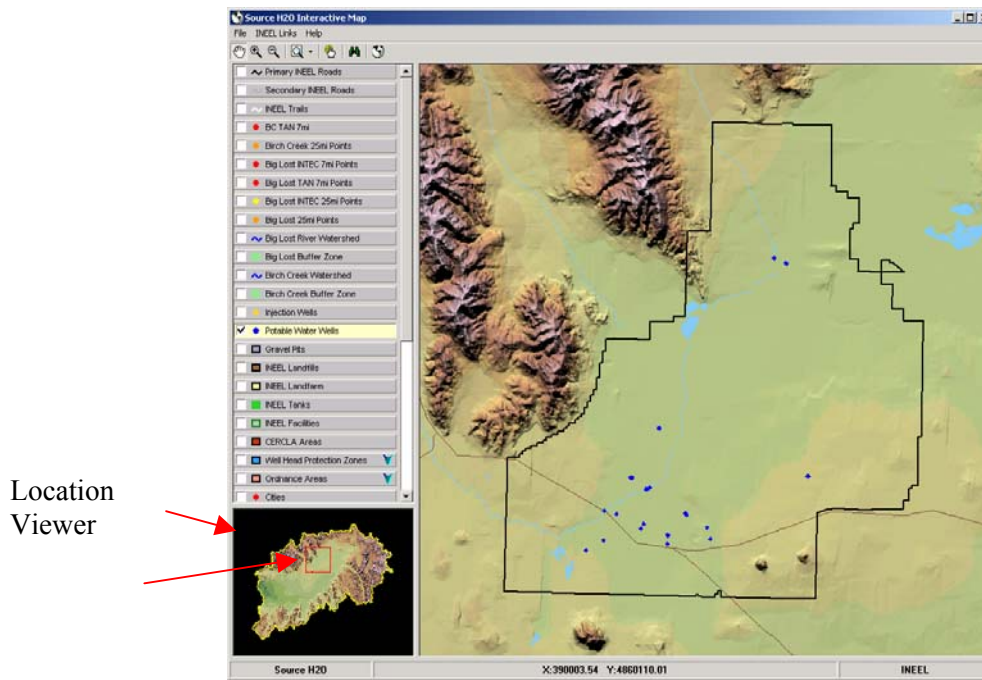 Source H2O Interactive Map
File INEEL Links Help
Primary INEEL Roads
Secondary INEEL Roads
INEEL Trails
BC TAN 7mi
Birch Creek 25mi Points
Big Lost INTEC 7mi Points
Big Lost TAN 7mi Points
Big Lost INTEC 25mi Points
Big Lost 25mi Points
Big Lost River Watershed
Big Lost Buffer Zone
Birch Creek Watershed
Birch Creek Buffer Zone
Injection Wells
Potable Water Wells
Gravel Pits
INEEL Landfills
INEEL Landfarm
INEEL Tanks
INEEL Facilities
CERCLA Areas
Well Head Protection Zones
Ordnance Areas
Cities
Location
Viewer
Source H2O
X:390003.54 Y:4860110.01
INEEL